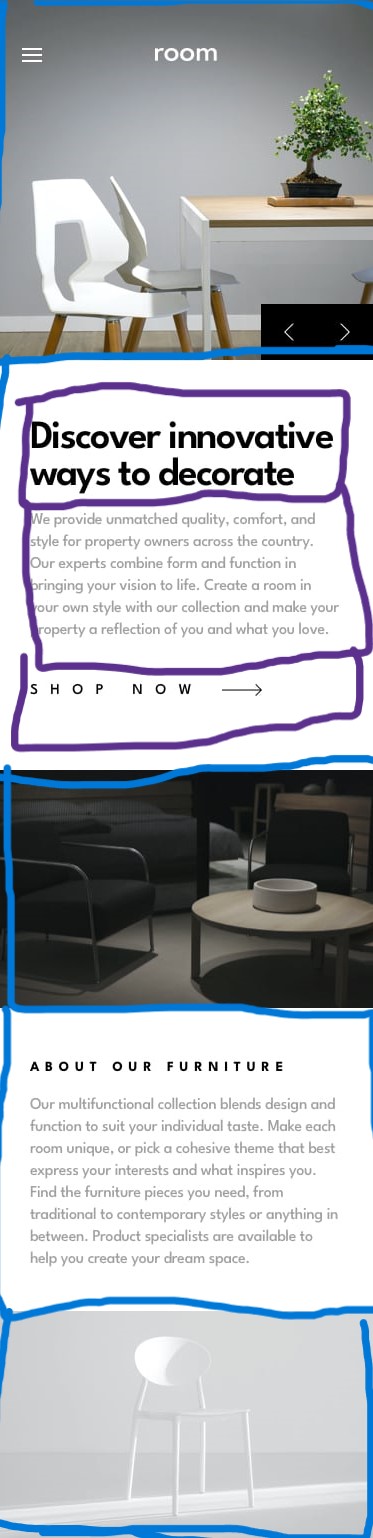 room
Discover innovative
ways to decorate
We provide unmatched quality, comfort, and
style for property owners across the country.
Our experts combine form and function in
bringing your vision to life. Create a room in
your own style with our collection and make your
property a reflection of you and what you love.
SHOP NOW
ABOUT OUR FURNITURE
Our multifunctional collection blends design and
function to suit your individual taste. Make each
room unique, or pick a cohesive theme that best
express your interests and what inspires you.
Find the furniture pieces you need, from
traditional to contemporary styles or anything in
between. Product specialists are available to
help you create your dream space.